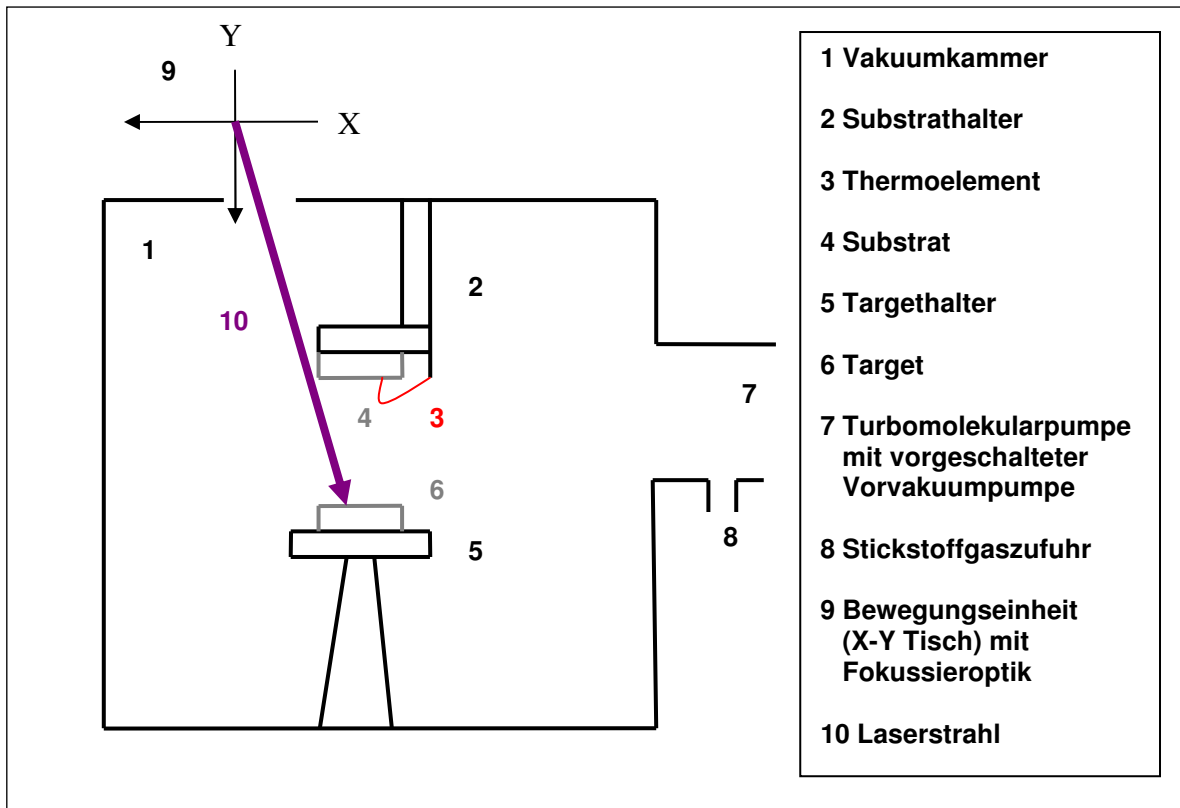 Y
9
X
1
2
10
4
3
7
6
5
8
1 Vakuumkammer
2 Substrathalter
3 Thermoelement
4 Substrat
5 Targethalter
6 Target
7 Turbomolekularpumpe
mit vorgeschalteter
Vorvakuumpumpe
8 Stickstoffgaszufuhr
9 Bewegungseinheit
(X-Y Tisch) mit
Fokussieroptik
10 Laserstrahl